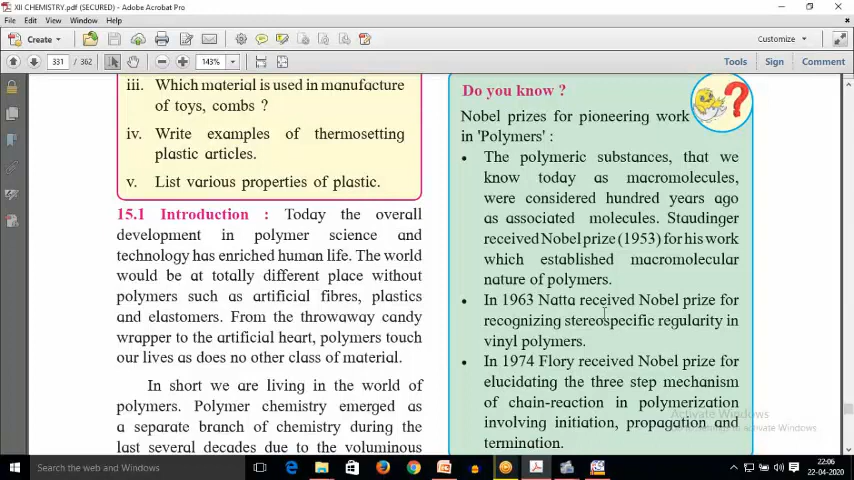 XII CHEMISTRY.pdf (SECURED) - Adobe Acrobat Pro
File Edit View Window Help
Create
Customize
331 / 362
143%
Tools Sign Comment
iii. Which material is used in manufacture
of toys, combs ?
iv. Write examples of thermosetting
plastic articles.
v. List various properties of plastic.
15.1 Introduction : Today the overall
development in polymer science and
technology has enriched human life. The world
would be at totally different place without
polymers such as artificial fibres, plastics
and elastomers. From the throwaway candy
wrapper to the artificial heart, polymers touch
our lives as does no other class of material.
In short we are living in the world of
polymers. Polymer chemistry emerged as
a separate branch of chemistry during the
last several decades due to the voluminous
Do you know ?
Nobel prizes for pioneering work
in 'Polymers' :
• The polymeric substances, that we
know today as macromolecules,
were considered hundred years ago
as associated molecules. Staudinger
received Nobel prize (1953) for his work
which established macromolecular
nature of polymers.
• In 1963 Natta received Nobel prize for
recognizing stereospecific regularity in
vinyl polymers.
• In 1974 Flory received Nobel prize for
elucidating the three step mechanism
of chain-reaction in polymerization
involving initiation, propagation and
termination.
Activate Windows
to activate Windows.
Search the web and Windows
22:06
22-04-2020